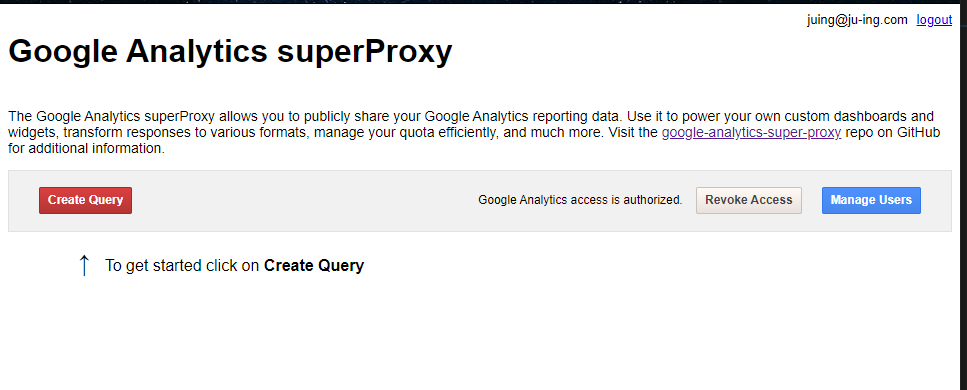 juing@ju-ing.com logout
Google Analytics superProxy
The Google Analytics superProxy allows you to publicly share your Google Analytics reporting data. Use it to power your own custom dashboards and
widgets, transform responses to various formats, manage your quota efficiently, and much more. Visit the google-analytics-super-proxy repo on GitHub
for additional information.
Create Query Google Analytics access is authorized. Revoke Access Manage Users
↑ To get started click on Create Query